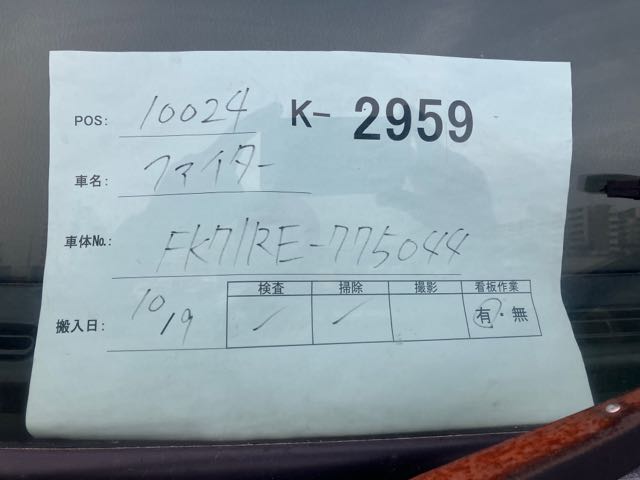 POS: 10024 K-2959
車名: ファイター
車体No.: FK71RE-775044
搬入日: 10/19
検査 掃除 撮影 看板作業
有・無